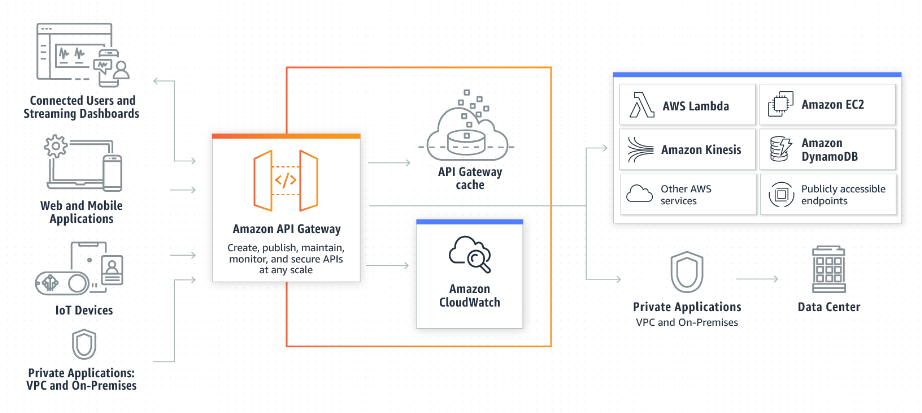 Connected Users and
Streaming Dashboards
Web and Mobile
Applications
IoT Devices
Private Applications:
VPC and On-Premises
</>
Amazon API Gateway
Create, publish, maintain,
monitor, and secure APIs
at any scale
API Gateway
cache
Amazon
CloudWatch
AWS Lambda
Amazon EC2
Amazon Kinesis
Amazon
DynamoDB
Other AWS
services
Publicly accessible
endpoints
Private Applications
VPC and On-Premises
Data Center